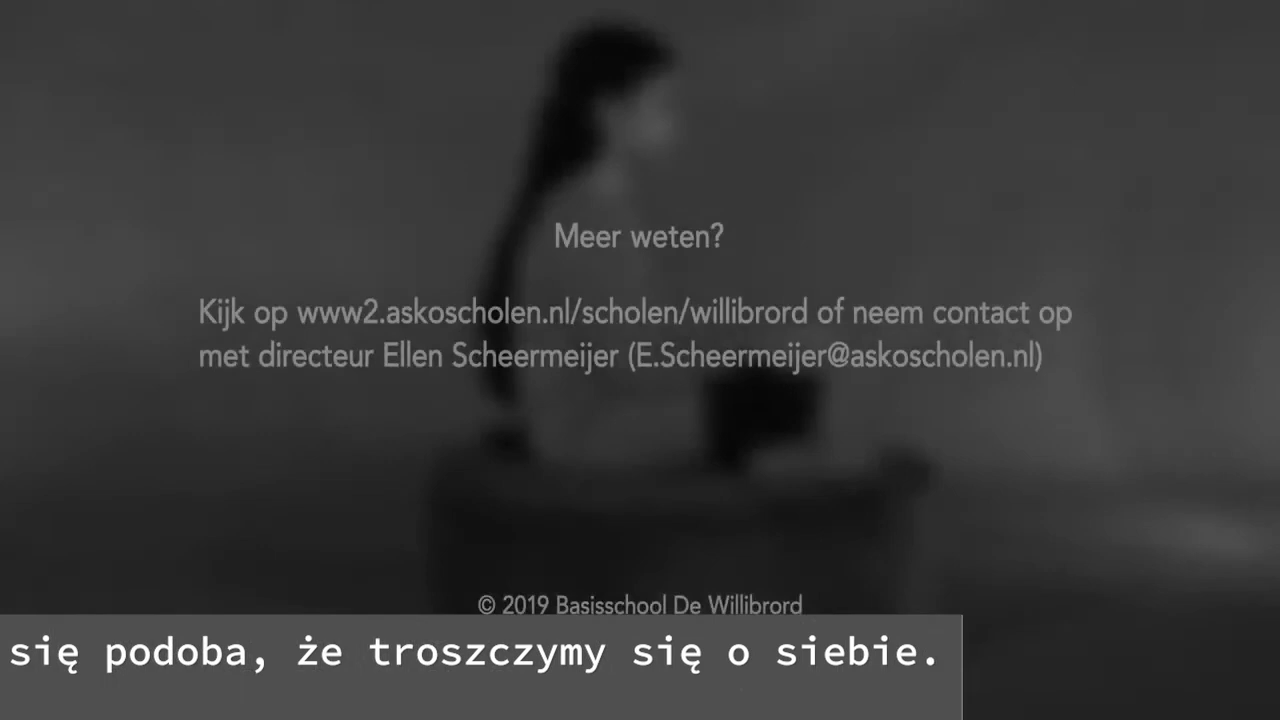 Meer weten?
Kijk op www2.askoscholen.nl/scholen/willibrord of neem contact op
met directeur Ellen Scheermeijer (E.Scheermeijer@askoscholen.nl)
© 2019 Basisschool De Willibrord
się podoba, że troszczymy się o siebie.